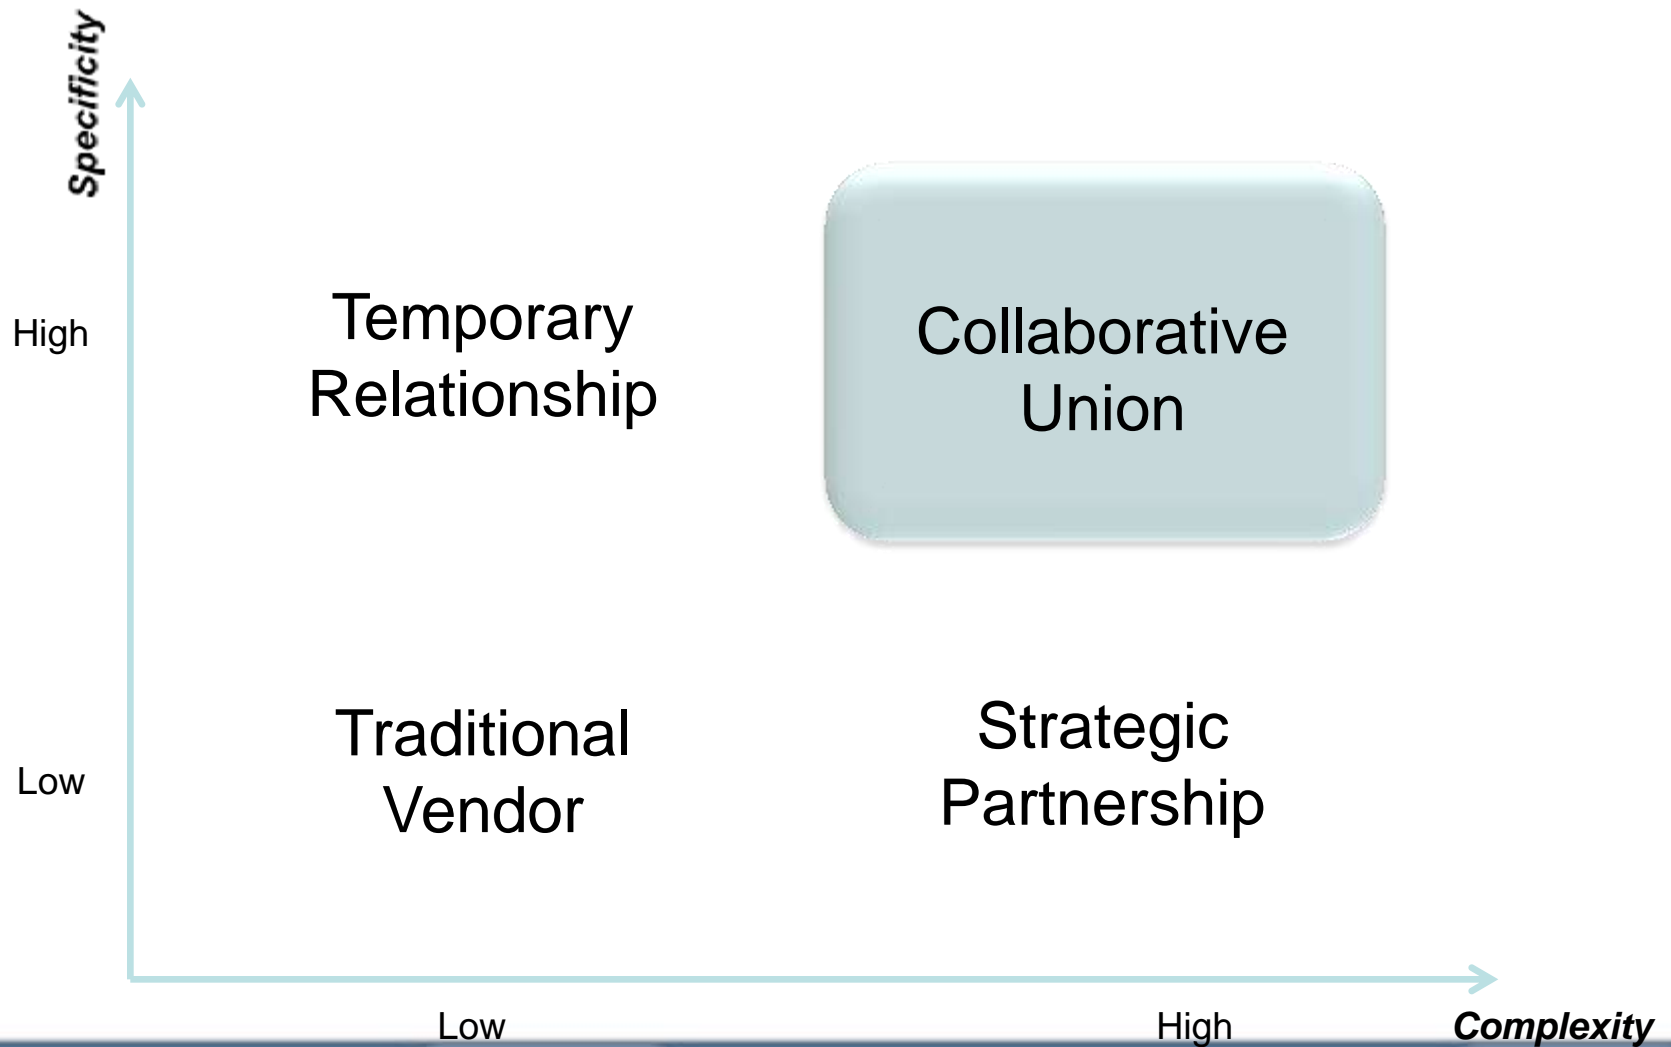 Specificity
High
Temporary
Relationship
Collaborative
Union
Low
Traditional
Vendor
Strategic
Partnership
Low
High
Complexity